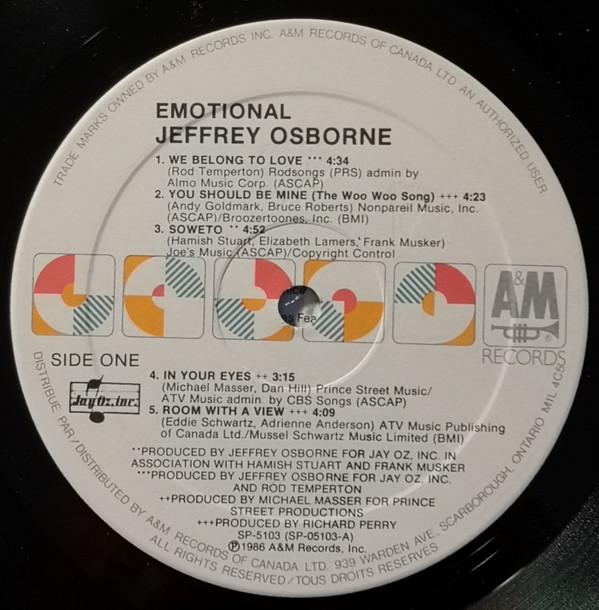 TRADE MARKS OWNED BY A&M RECORDS INC. A&M RECORDS OF CANADA LTD AN AUTHORIZED USER
EMOTIONAL
JEFFREY OSBORNE
1. WE BELONG TO LOVE *** 4:34
(Rod Temperton) Rodsongs (PRS) admin by
Almo Music Corp. (ASCAP)
2. YOU SHOULD BE MINE (The Woo Woo Song) +++ 4:23
(Andy Goldmark, Bruce Roberts) Nonpareil Music, Inc.
(ASCAP)/Broozertoones, Inc. (BMI)
3. SOWETO ** 4:52
(Hamish Stuart, Elizabeth Lamers, Frank Musker)
Joe's Music (ASCAP)/Copyright Control
A&M
RECORDS
SIDE ONE
JayOz,inc.
4. IN YOUR EYES ++ 3:15
(Michael Masser, Dan Hill) Prince Street Music/
ATV Music admin. by CBS Songs (ASCAP)
5. ROOM WITH A VIEW +++ 4:09
(Eddie Schwartz, Adrienne Anderson) ATV Music Publishing
of Canada Ltd./Mussel Schwartz Music Limited (BMI)
**PRODUCED BY JEFFREY OSBORNE FOR JAY OZ, INC. IN
ASSOCIATION WITH HAMISH STUART AND FRANK MUSKER
***PRODUCED BY JEFFREY OSBORNE FOR JAY OZ, INC.
AND ROD TEMPERTON
++PRODUCED BY MICHAEL MASSER FOR PRINCE
STREET PRODUCTIONS
+++PRODUCED BY RICHARD PERRY
SP-5103 (SP-05103-A)
℗1986 A&M Records, Inc.
DISTRIBUE PAR/DISTRIBUTED BY A&M RECORDS OF CANADA LTD. 939 WARDEN AVE., SCARBOROUGH, ONTARIO M1L 4C5
ALL RIGHTS RESERVED/TOUS DROITS RESERVÉS